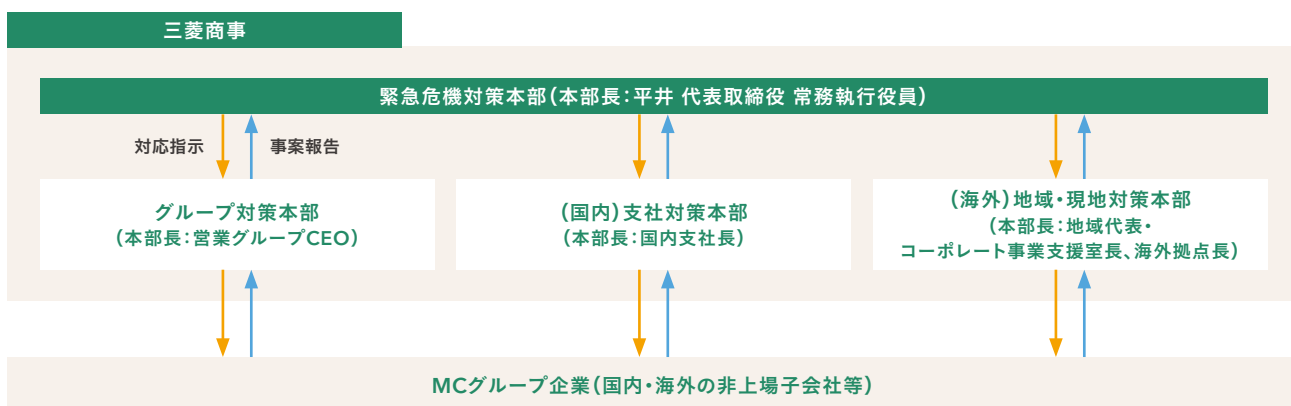 三菱商事
緊急危機対策本部(本部長:平井 代表取締役 常務執行役員)
対応指示
事案報告
グループ対策本部
(本部長:営業グループCEO)
(国内)支社対策本部
(本部長:国内支社長)
(海外)地域・現地対策本部
(本部長:地域代表・
コーポレート事業支援室長、海外拠点長)
MCグループ企業(国内・海外の非上場子会社等)